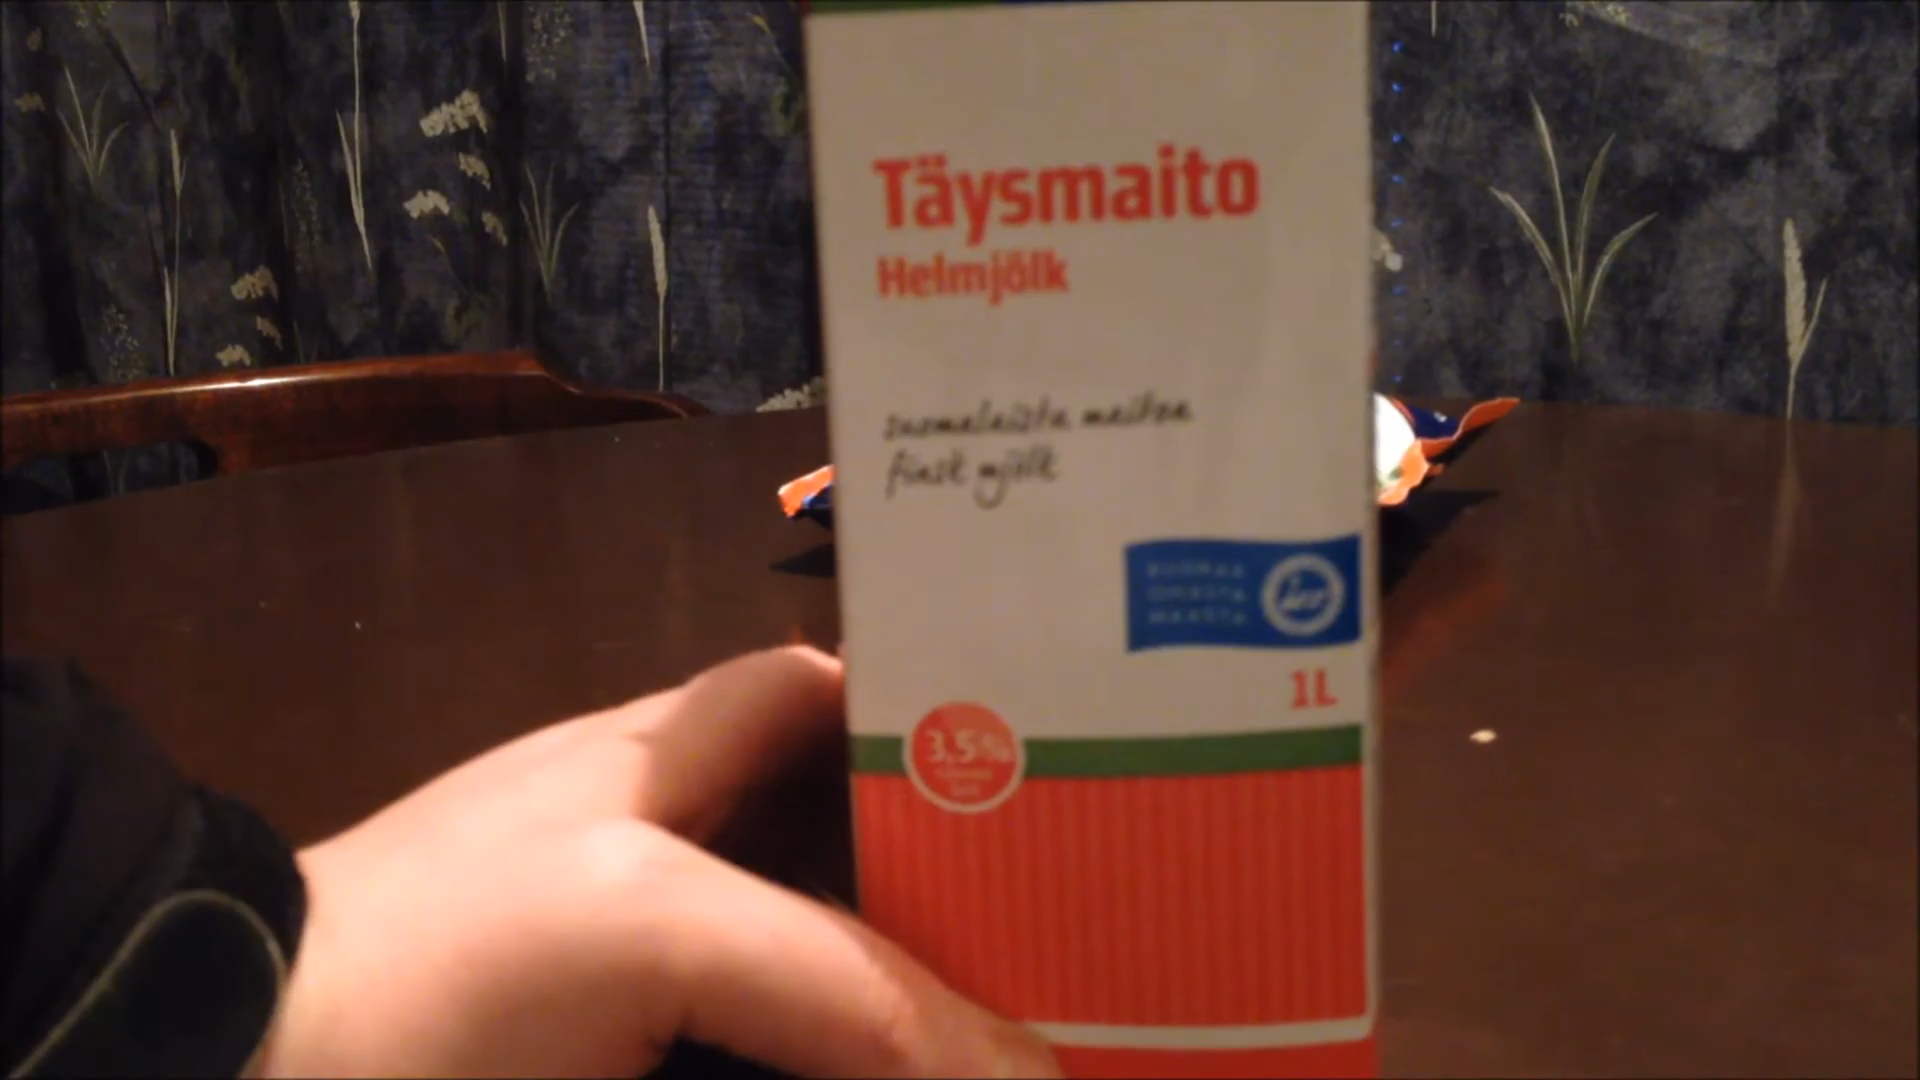 Täysmaito
Helmjölk
suomalaista maitoa
finsk mjölk
1L
3,5%